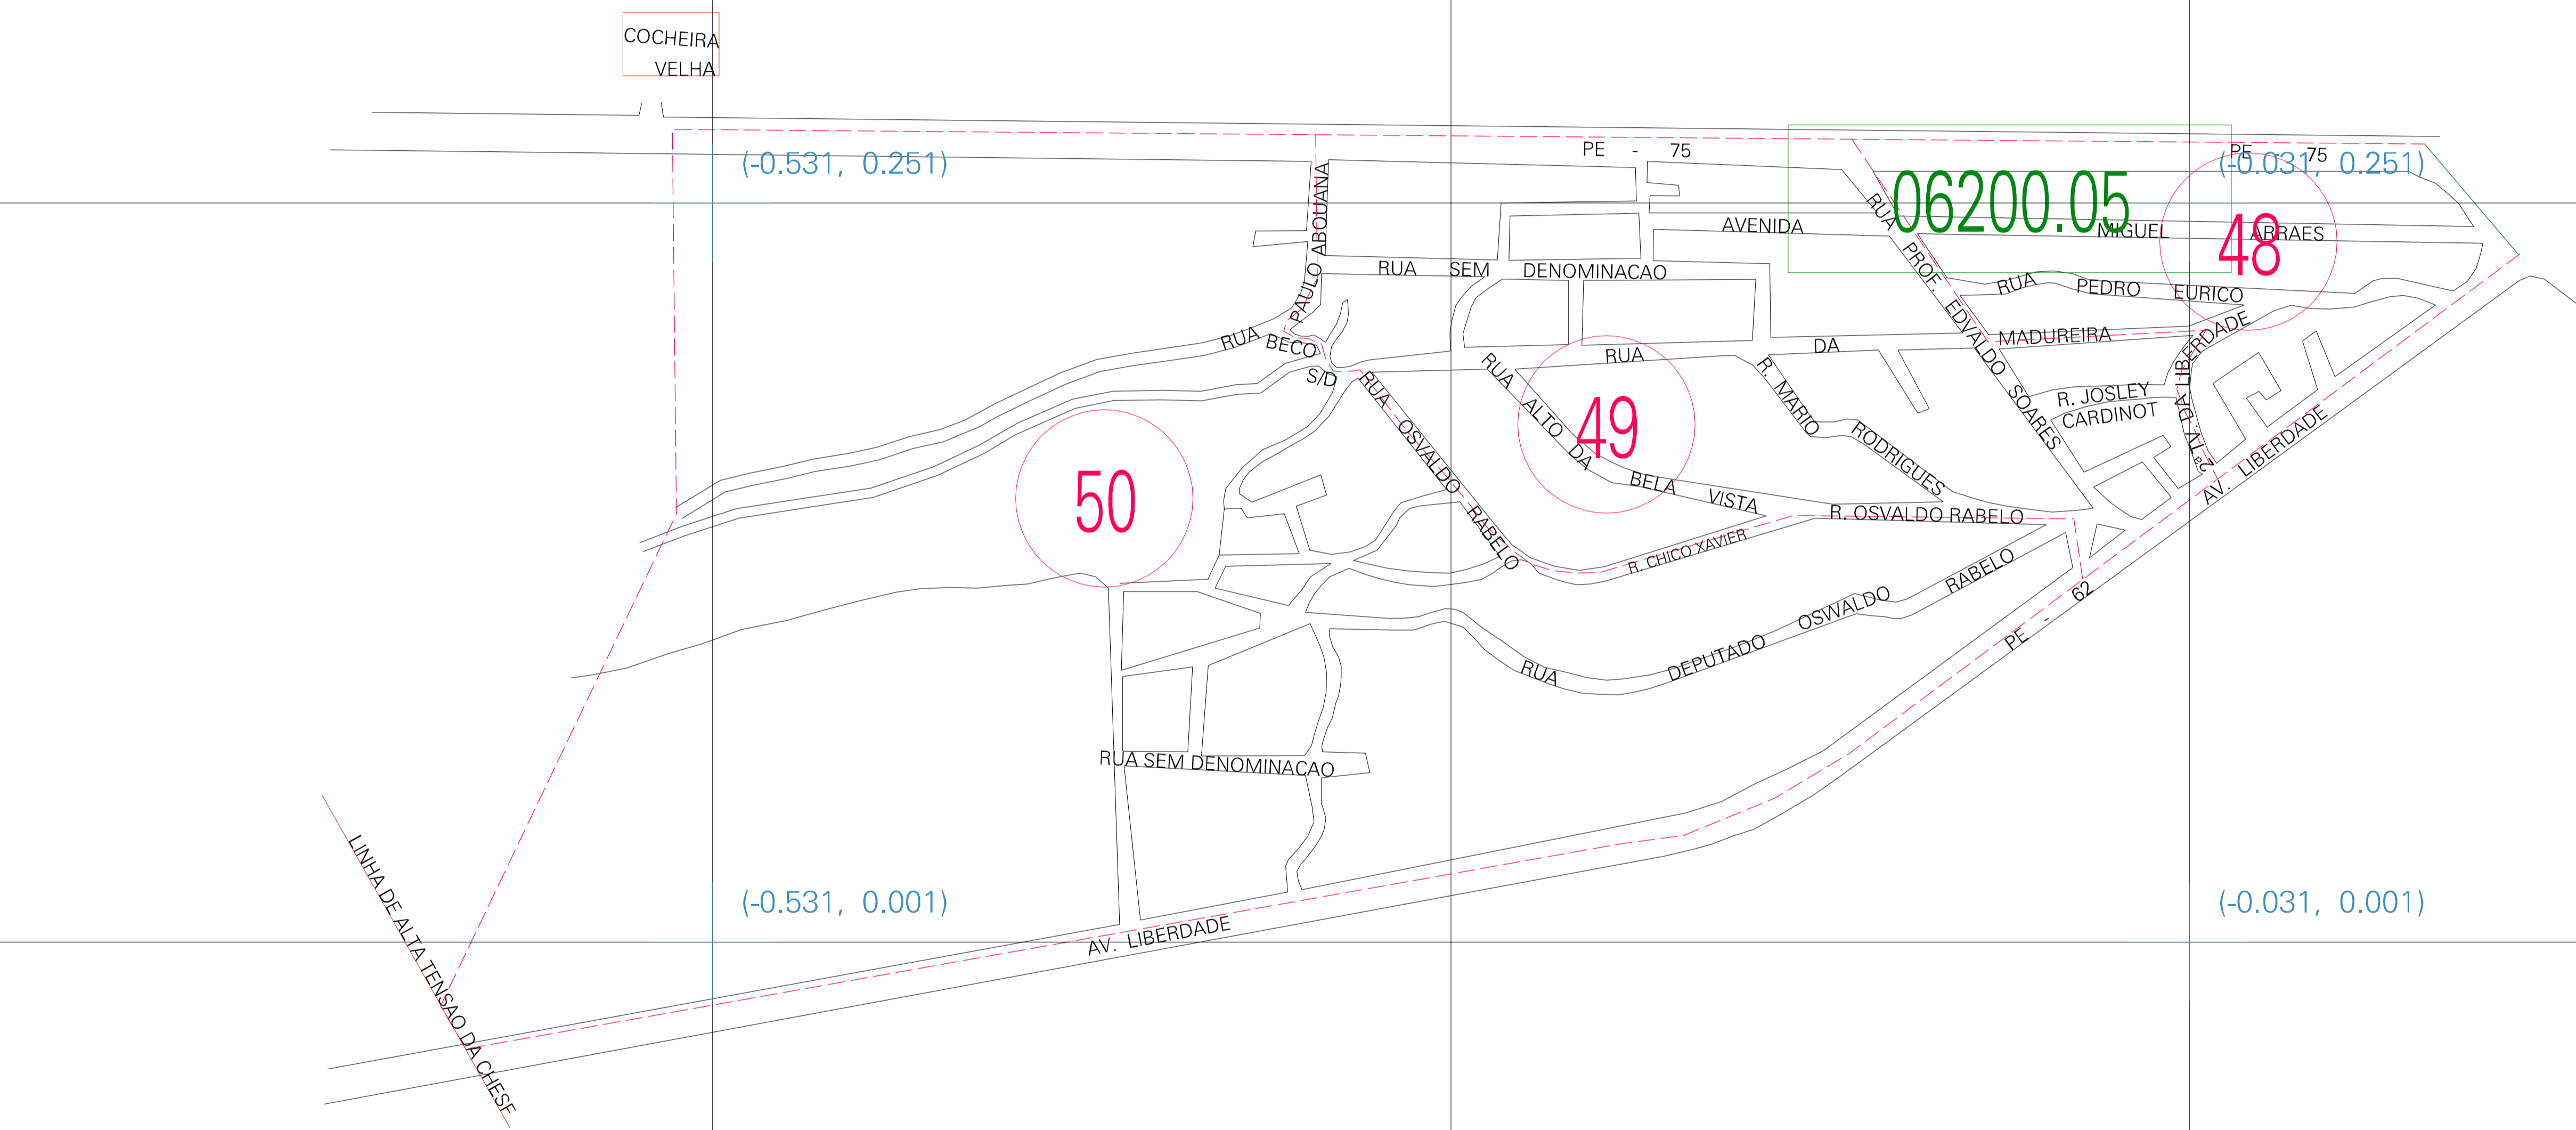 COCHEIRA
VELHA
(-0.531, 0.251)
PE - 75
PE - 75
(-0.031, 0.251)
06200.05
48
RUA PAULO ABOUANA
AVENIDA MIGUEL ARRAES
RUA SEM DENOMINACAO
RUA PROF. EDVALDO SOARES
RUA PEDRO EURICO
RUA DA MADUREIRA
BECO S/D
2ª TV. DA LIBERDADE
R. JOSLEY
CARDINOT
RUA OSVALDO RABELO
RUA ALTO DA BELA VISTA
49
R. MARIO RODRIGUES
AV. LIBERDADE
50
R. OSVALDO RABELO
R. CHICO XAVIER
RUA DEPUTADO OSWALDO RABELO
PE - 62
RUA SEM DENOMINACAO
(-0.531, 0.001)
(-0.031, 0.001)
AV. LIBERDADE
LINHA DE ALTA TENSAO DA CHESF